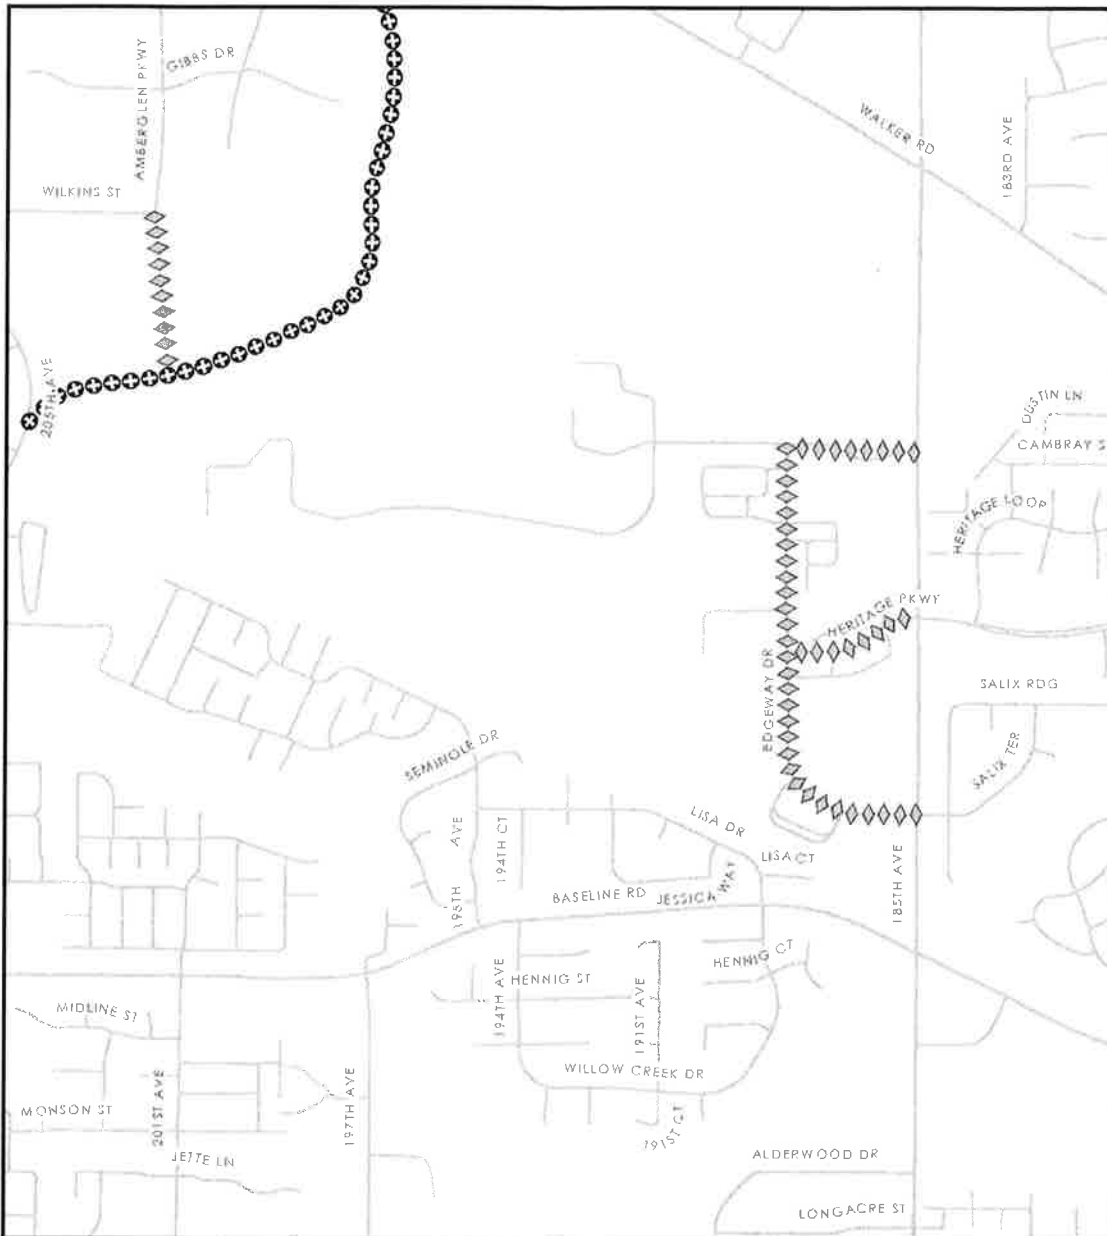 GIBBS DR
AMBERGLEN PKWY
WALKER RD
183RD AVE
WILKINS ST
205TH AVE
DUSTIN LN
CAMBRAY S
HERITAGE LOOP
HERITAGE PKWY
EDGEWAY DR
SALIX RDG
SALIX TER
SEMINOLE DR
LISA DR
195TH AVE
194TH CT
LISA CT
BASELINE RD
JESSICA WAY
185TH AVE
HENNIG CT
HENNIG ST
194TH AVE
191ST AVE
MIDLINE ST
WILLOW CREEK DR
MONSON ST
201ST AVE
197TH AVE
191ST CT
JETTE LN
ALDERWOOD DR
LONGACRE ST